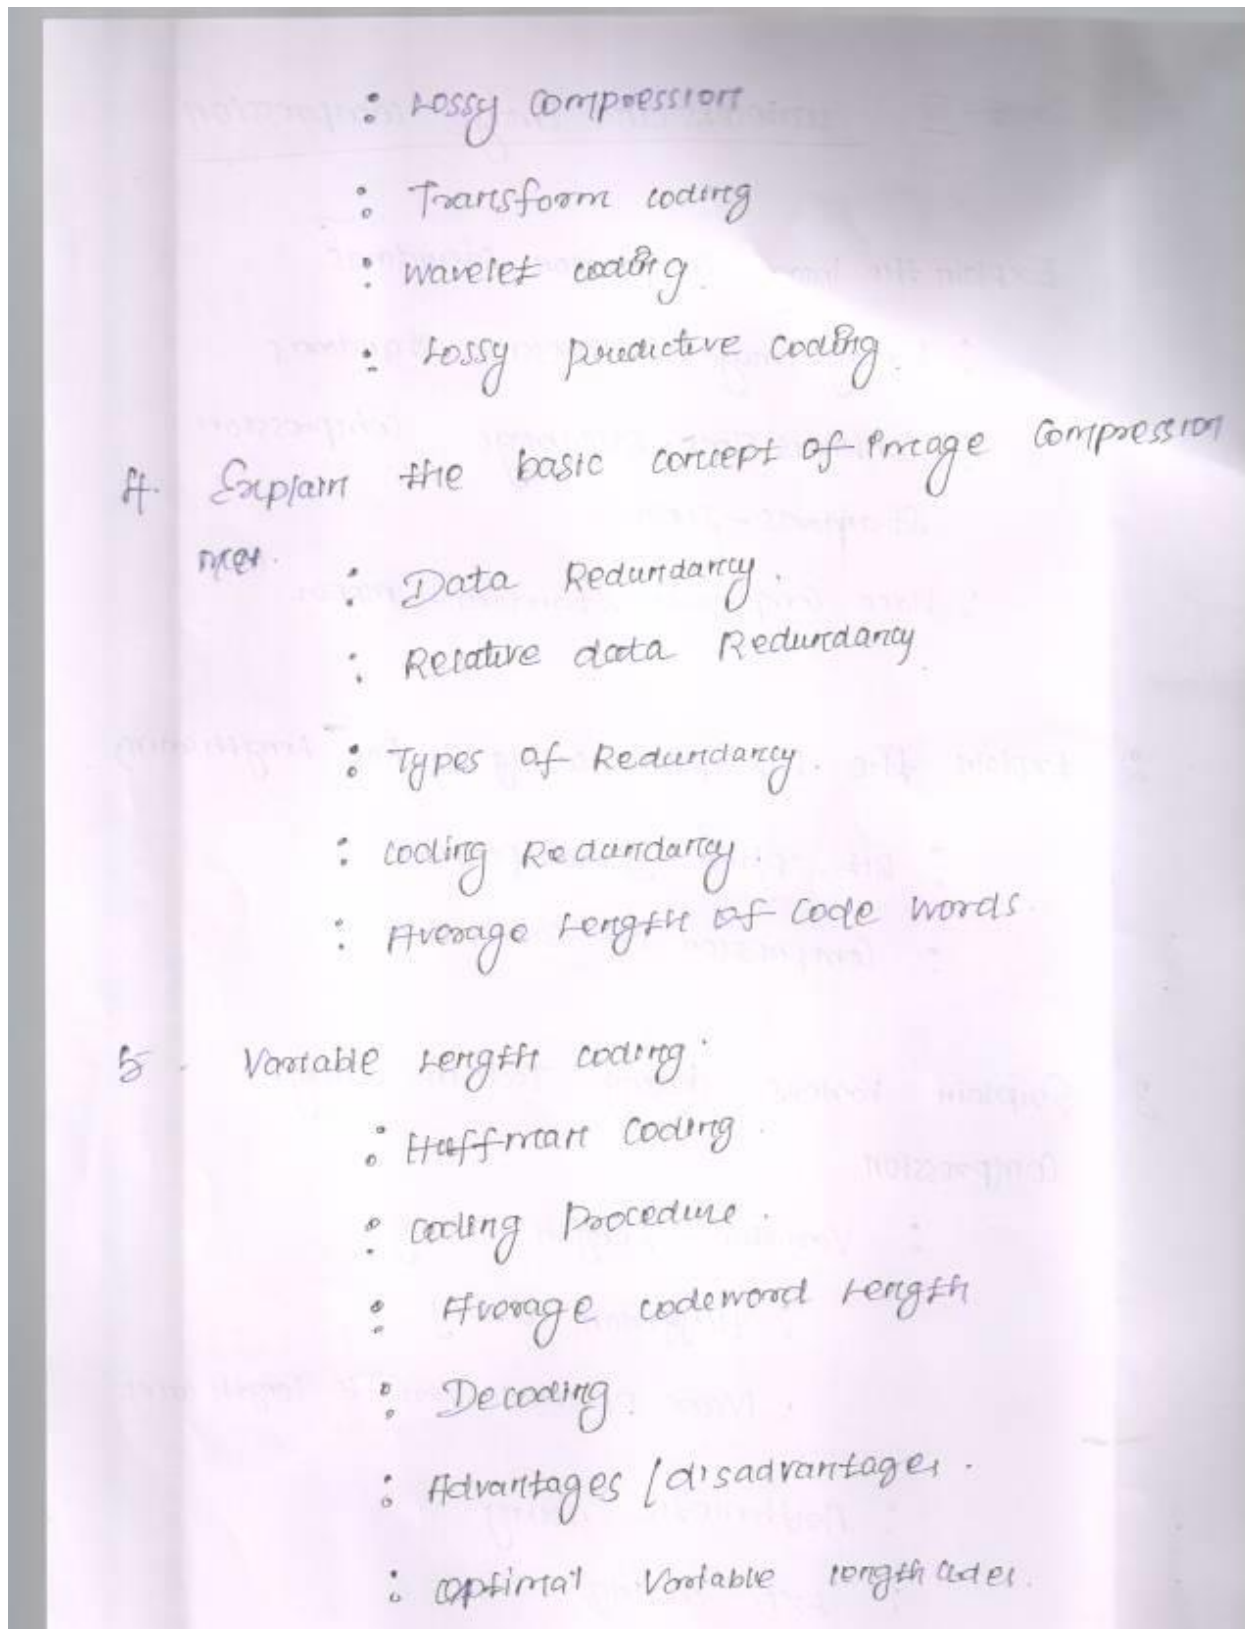 : Lossy Compression
: Transform coding
: wavelet coding.
: Lossy predictive coding.
4. Explain the basic concept of image compression
: Data Redundancy.
: Relative data Redundancy
: Types of Redundancy.
: coding Redundancy.
: Average Length of Code words
5. Variable Length coding.
: Huffman Coding.
: coding Procedure.
: Average codeword Length
: Decoding.
: Advantages / disadvantages.
: optimal Variable length codes.